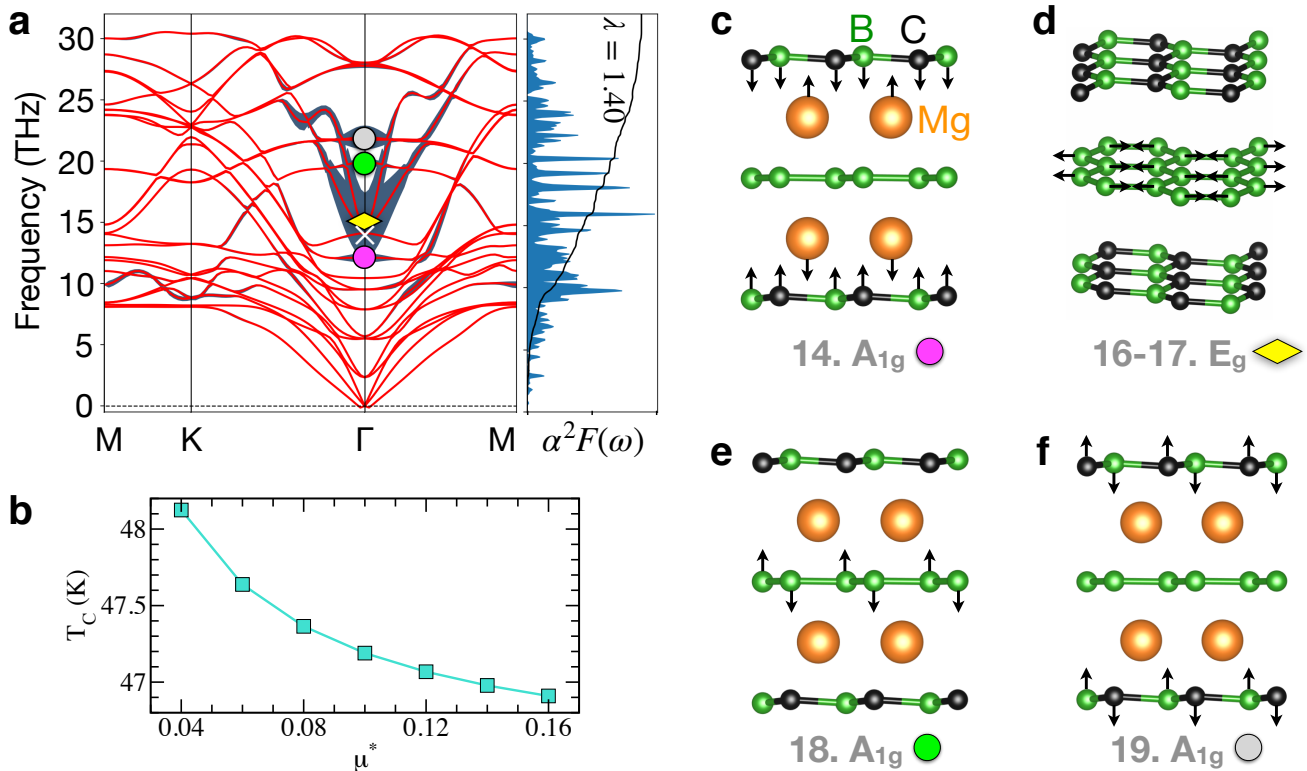 a
Frequency (THz)
30
25
20
15
10
5
0
M K Γ M
λ = 1.40
α²F(ω)
b
T_C (K)
48
47.5
47
0.04 0.08 0.12 0.16
μ*
c
B C
Mg
14. A₁g
d
16-17. Eg
e
18. A₁g
f
19. A₁g